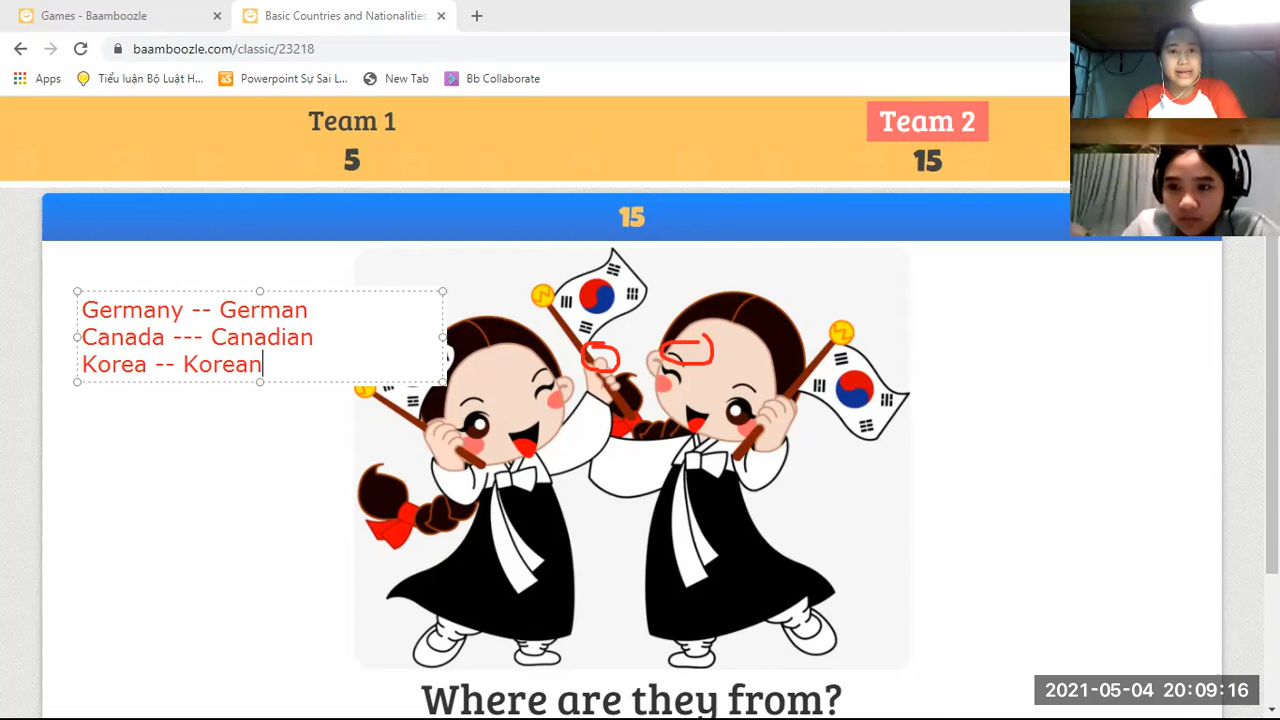 Games - Baamboozle
Basic Countries and Nationalities
baamboozle.com/classic/23218
Apps
Tiểu luận Bộ Luật H...
Powerpoint Sự Sai L...
New Tab
Bb Collaborate
Team 1
Team 2
5
15
15
Germany -- German
Canada --- Canadian
Korea -- Korean
Where are they from?
2021-05-04 20:09:16